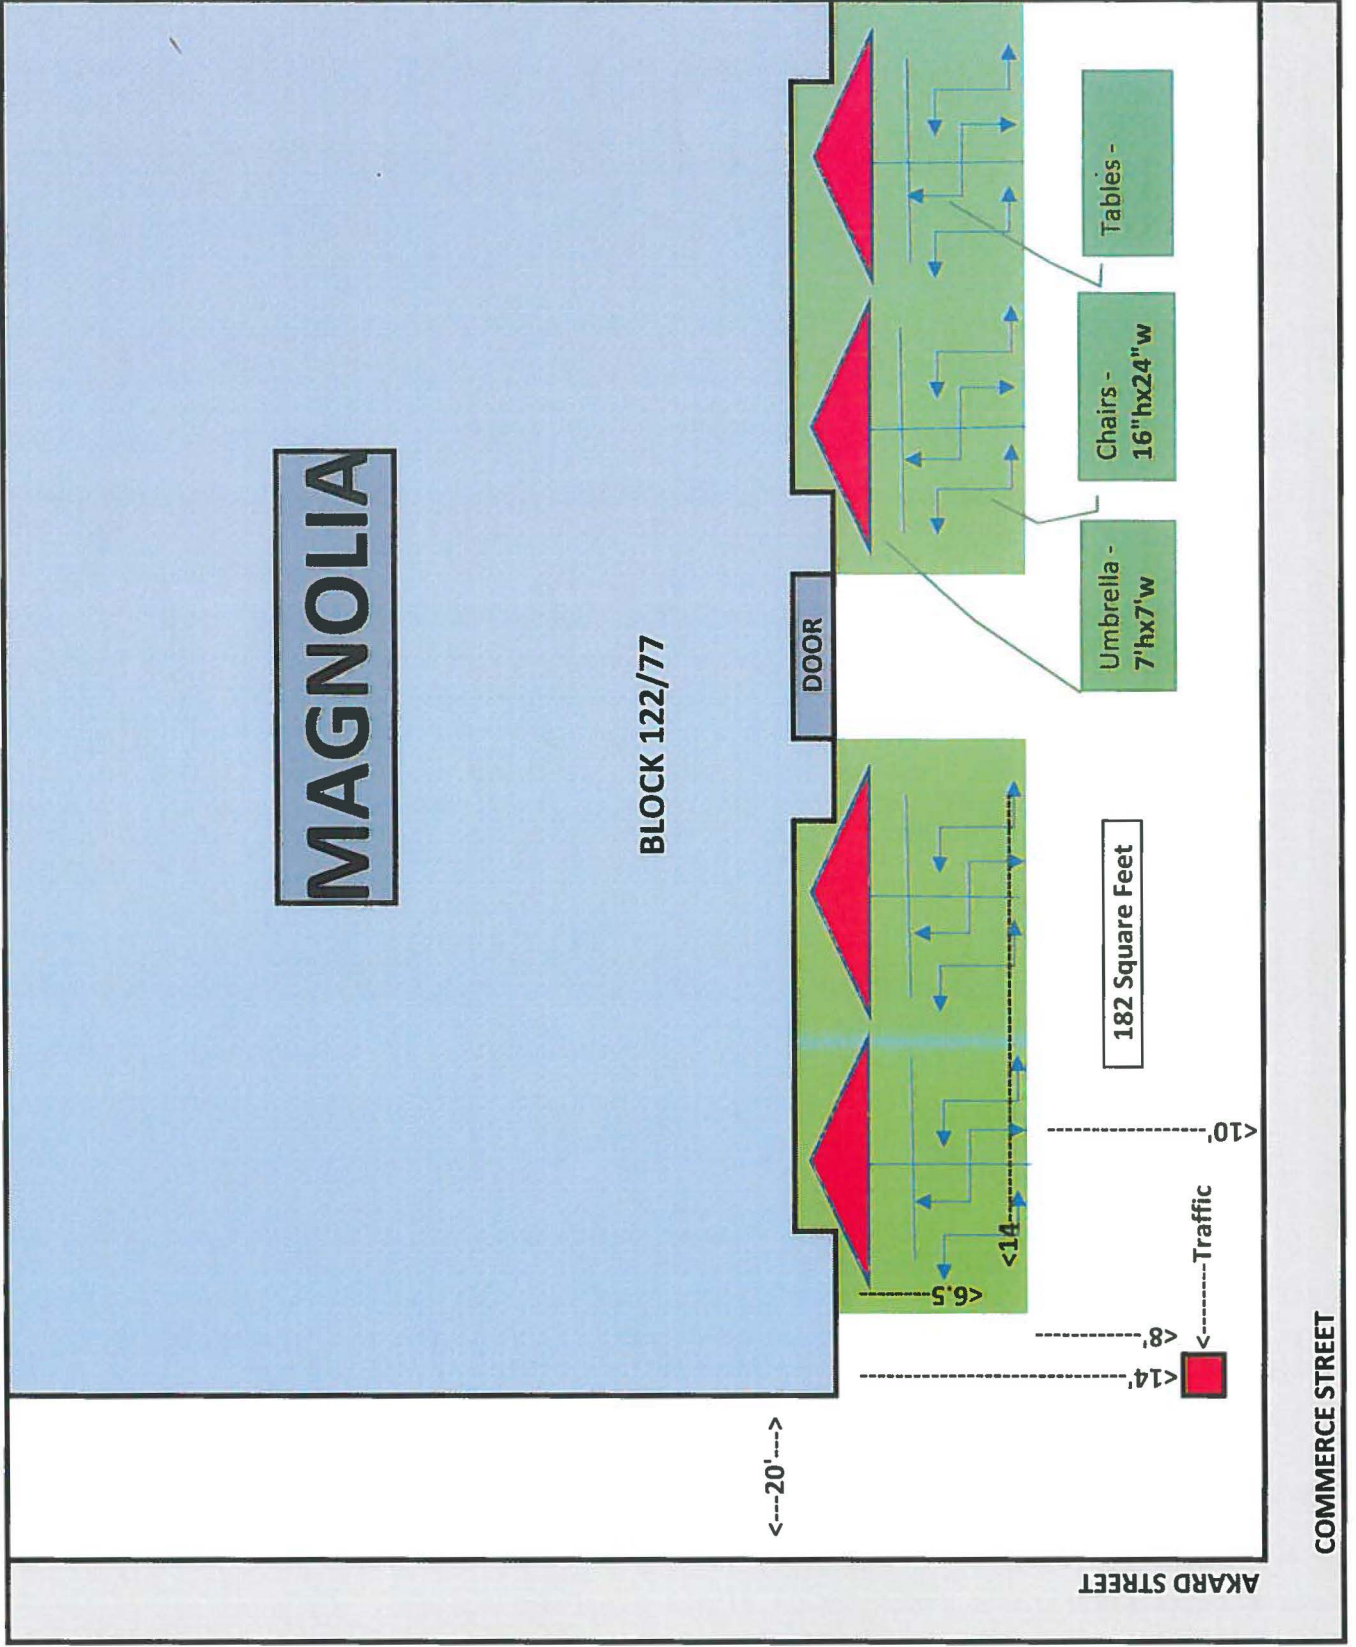 MAGNOLIA
BLOCK 122/77
DOOR
<---20'--->
<6.5
<14
<14'
<8'
<10'
<-------Traffic
182 Square Feet
Umbrella -
7'hx7'w
Chairs -
16"hx24"w
Tables -
AKARD STREET
COMMERCE STREET